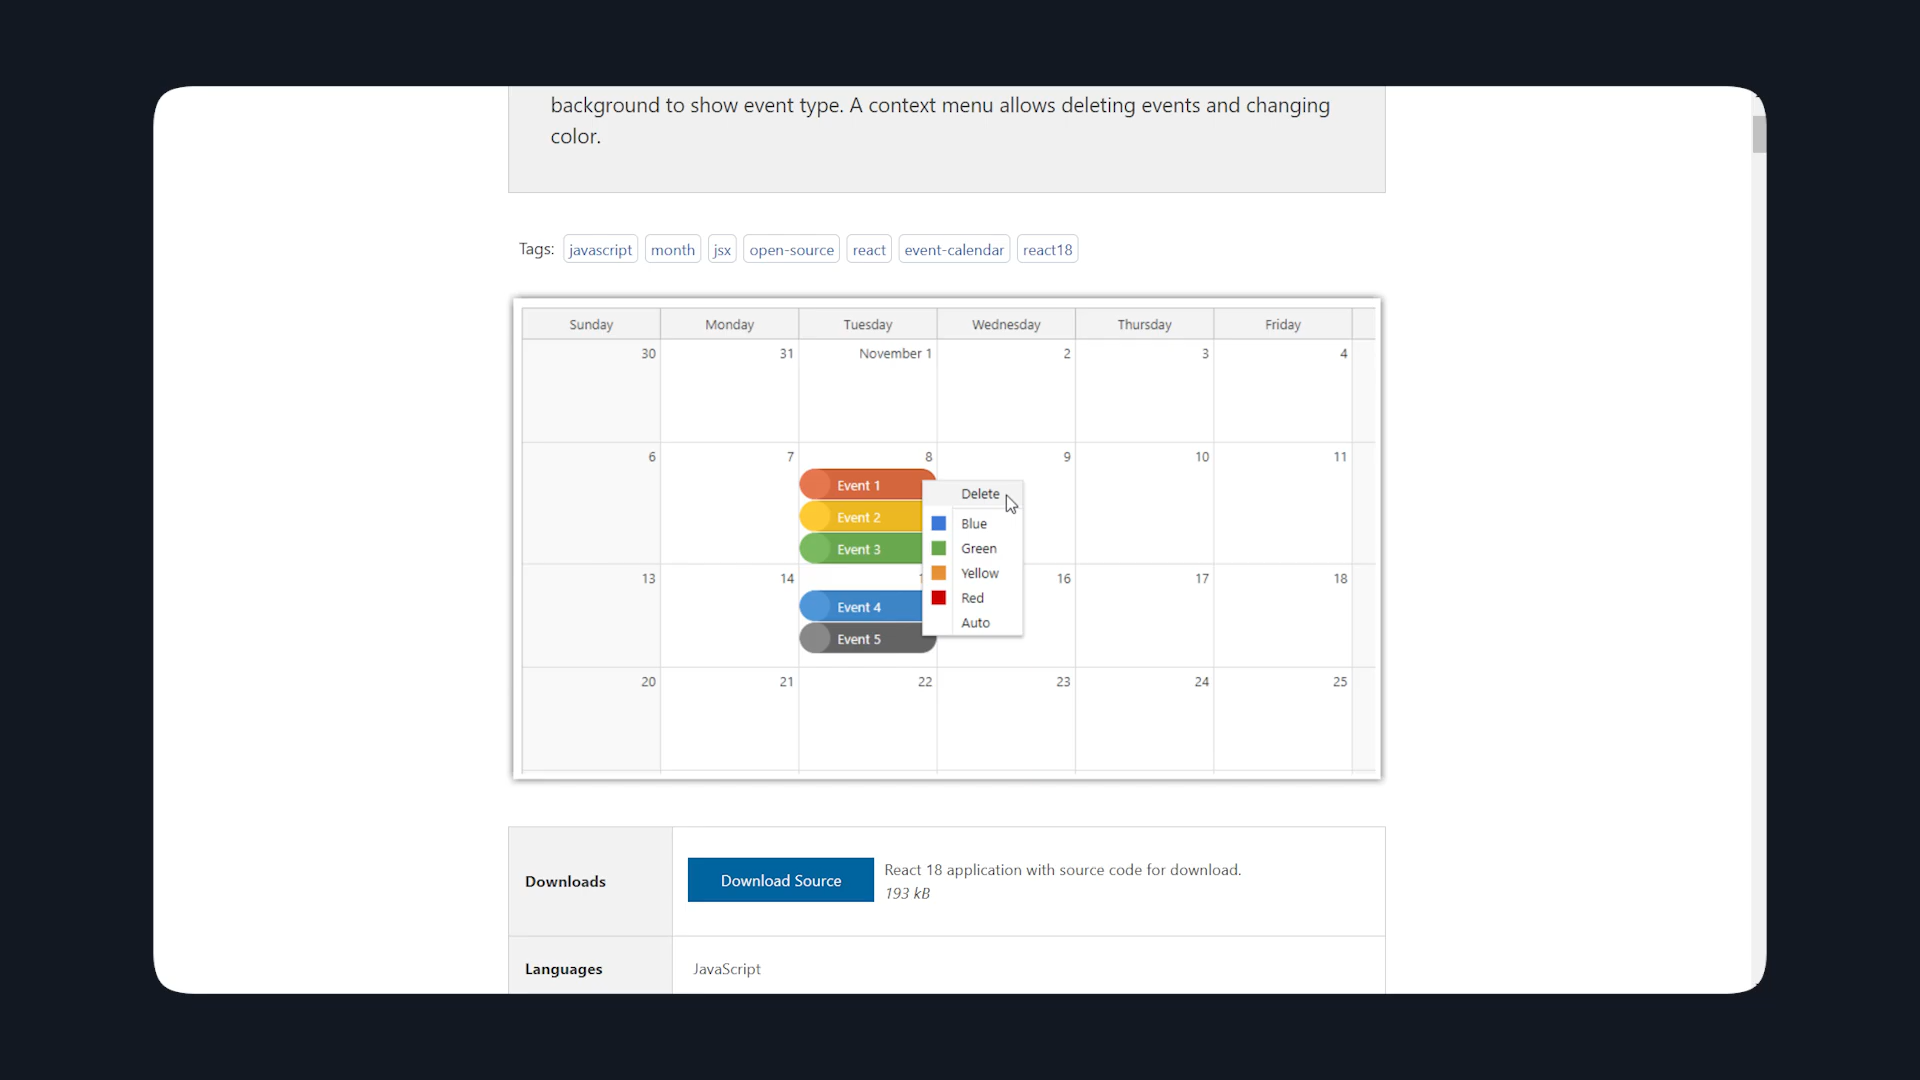 background to show event type. A context menu allows deleting events and changing
color.
Tags: javascript month jsx open-source react event-calendar react18
Sunday Monday Tuesday Wednesday Thursday Friday
30 31 November 1 2 3 4
6 7 8 9 10 11
Event 1
Delete
Event 2
Blue
Event 3
Green
Yellow
13 14 1 16 17 18
Event 4
Red
Auto
Event 5
20 21 22 23 24 25
Downloads
Download Source
React 18 application with source code for download.
193 kB
Languages
JavaScript